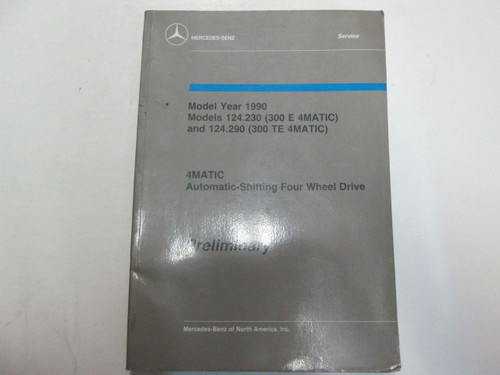 MERCEDES-BENZ
Service
Model Year 1990
Models 124.230 (300 E 4MATIC)
and 124.290 (300 TE 4MATIC)
4MATIC
Automatic-Shifting Four Wheel Drive
Preliminary
Mercedes-Benz of North America, Inc.